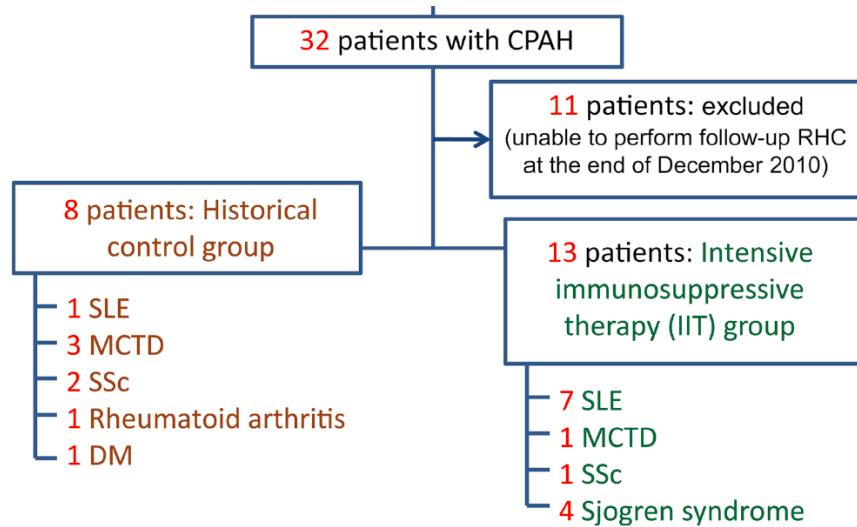 32 patients with CPAH
11 patients: excluded
(unable to perform follow-up RHC
at the end of December 2010)
8 patients: Historical
control group
1 SLE
3 MCTD
2 SSc
1 Rheumatoid arthritis
1 DM
13 patients: Intensive
immunosuppressive
therapy (IIT) group
7 SLE
1 MCTD
1 SSc
4 Sjogren syndrome